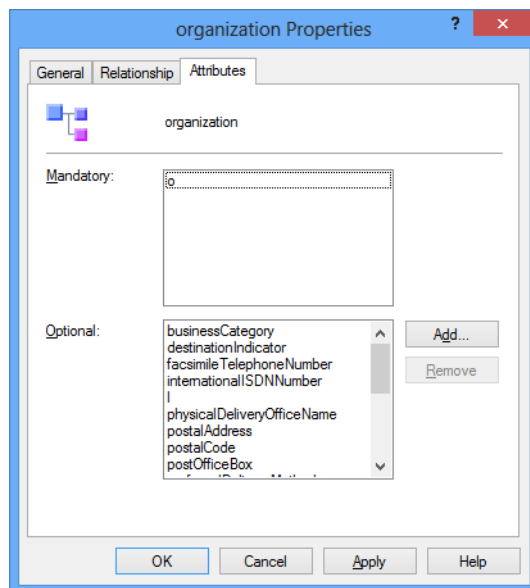 organization Properties
?
×
General
Relationship
Attributes
organization
Mandatory:
o
Optional:
businessCategory
destinationIndicator
facsimileTelephoneNumber
internationalISDNNumber
l
physicalDeliveryOfficeName
postalAddress
postalCode
postOfficeBox
Add...
Remove
OK
Cancel
Apply
Help